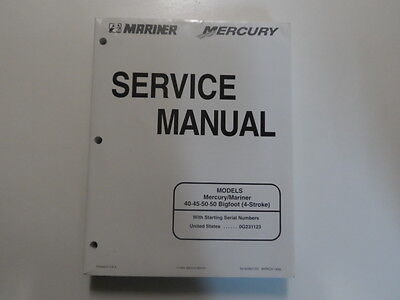 MARINER MERCURY
SERVICE
MANUAL
MODELS
Mercury/Mariner
40-45-50-50 Bigfoot (4-Stroke)
With Starting Serial Numbers
United States ...... 0G231123